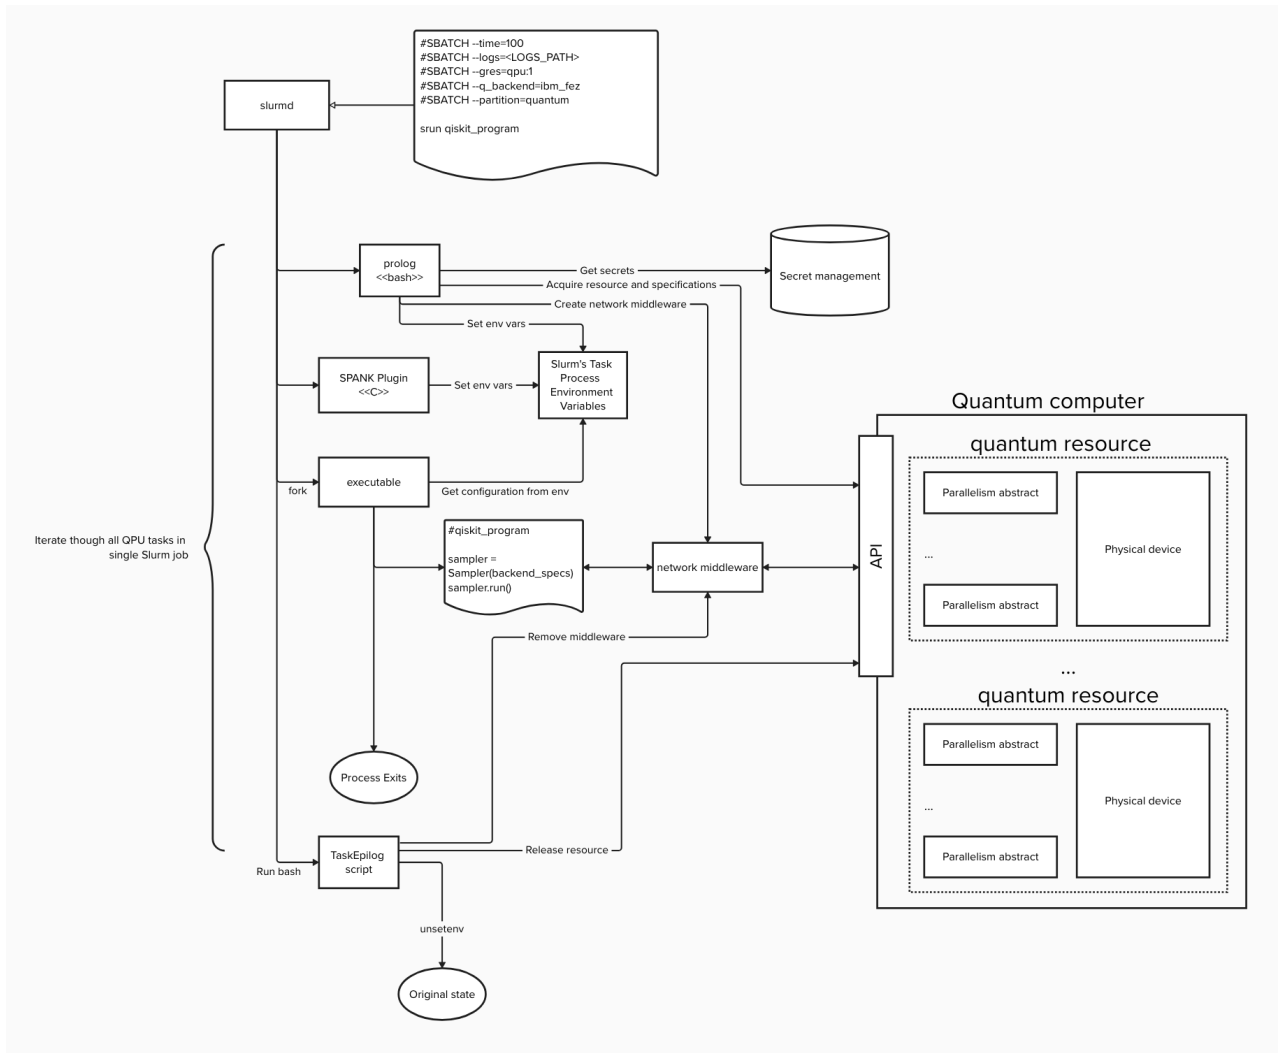 #SBATCH --time=100
#SBATCH --logs=<LOGS_PATH>
#SBATCH --gres=qpu:1
#SBATCH --q_backend=ibm_fez
#SBATCH --partition=quantum
srun qiskit_program
slurmd
prolog
<<bash>>
Get secrets
Acquire resource and specifications
Create network middleware
Set env vars
Secret management
SPANK Plugin
<<C>>
Set env vars
Slurm's Task
Process
Environment
Variables
executable
fork
Get configuration from env
Iterate though all QPU tasks in
single Slurm job
#qiskit_program
sampler =
Sampler(backend_specs)
sampler.run()
network middleware
Remove middleware
Process Exits
TaskEpilog
script
Run bash
Release resource
unsetenv
Original state
Quantum computer
API
quantum resource
Parallelism abstract
...
Parallelism abstract
Physical device
...
quantum resource
Parallelism abstract
...
Parallelism abstract
Physical device